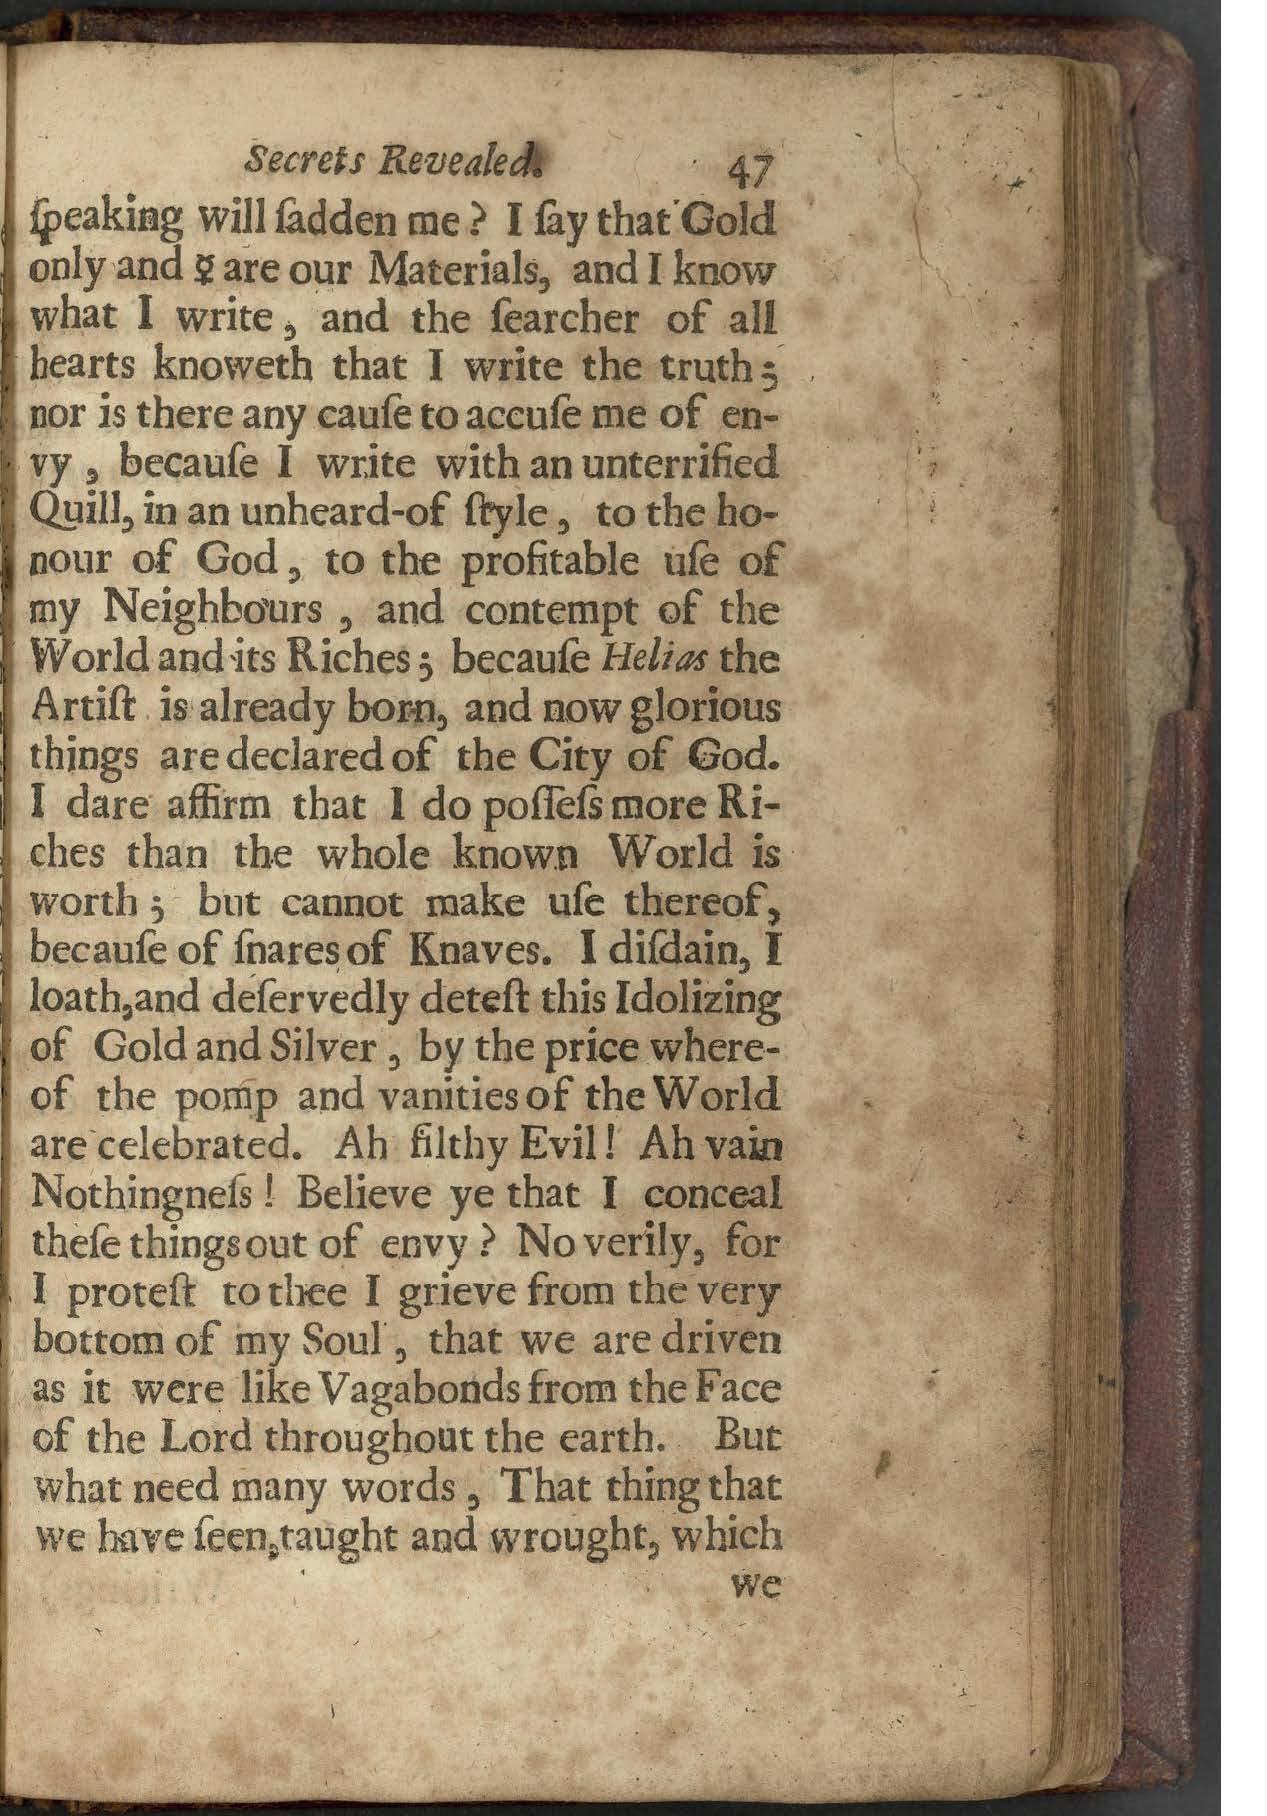 Secrets Revealed. 47
ſpeaking will ſadden me? I ſay that Gold
only and ☿ are our Materials, and I know
what I write, and the ſearcher of all
hearts knoweth that I write the truth;
nor is there any cauſe to accuſe me of en-
vy, becauſe I write with an unterrified
Quill, in an unheard-of ſtyle, to the ho-
nour of God, to the profitable uſe of
my Neighbours, and contempt of the
World and its Riches; becauſe Helias the
Artiſt is already born, and now glorious
things are declared of the City of God.
I dare affirm that I do poſſeſs more Ri-
ches than the whole known World is
worth; but cannot make uſe thereof,
becauſe of ſnares of Knaves. I diſdain, I
loath, and deſervedly deteſt this Idolizing
of Gold and Silver, by the price where-
of the pomp and vanities of the World
are celebrated. Ah filthy Evil! Ah vain
Nothingneſs! Believe ye that I conceal
theſe things out of envy? No verily, for
I proteſt to thee I grieve from the very
bottom of my Soul, that we are driven
as it were like Vagabonds from the Face
of the Lord throughout the earth. But
what need many words, That thing that
we have ſeen, taught and wrought, which
we